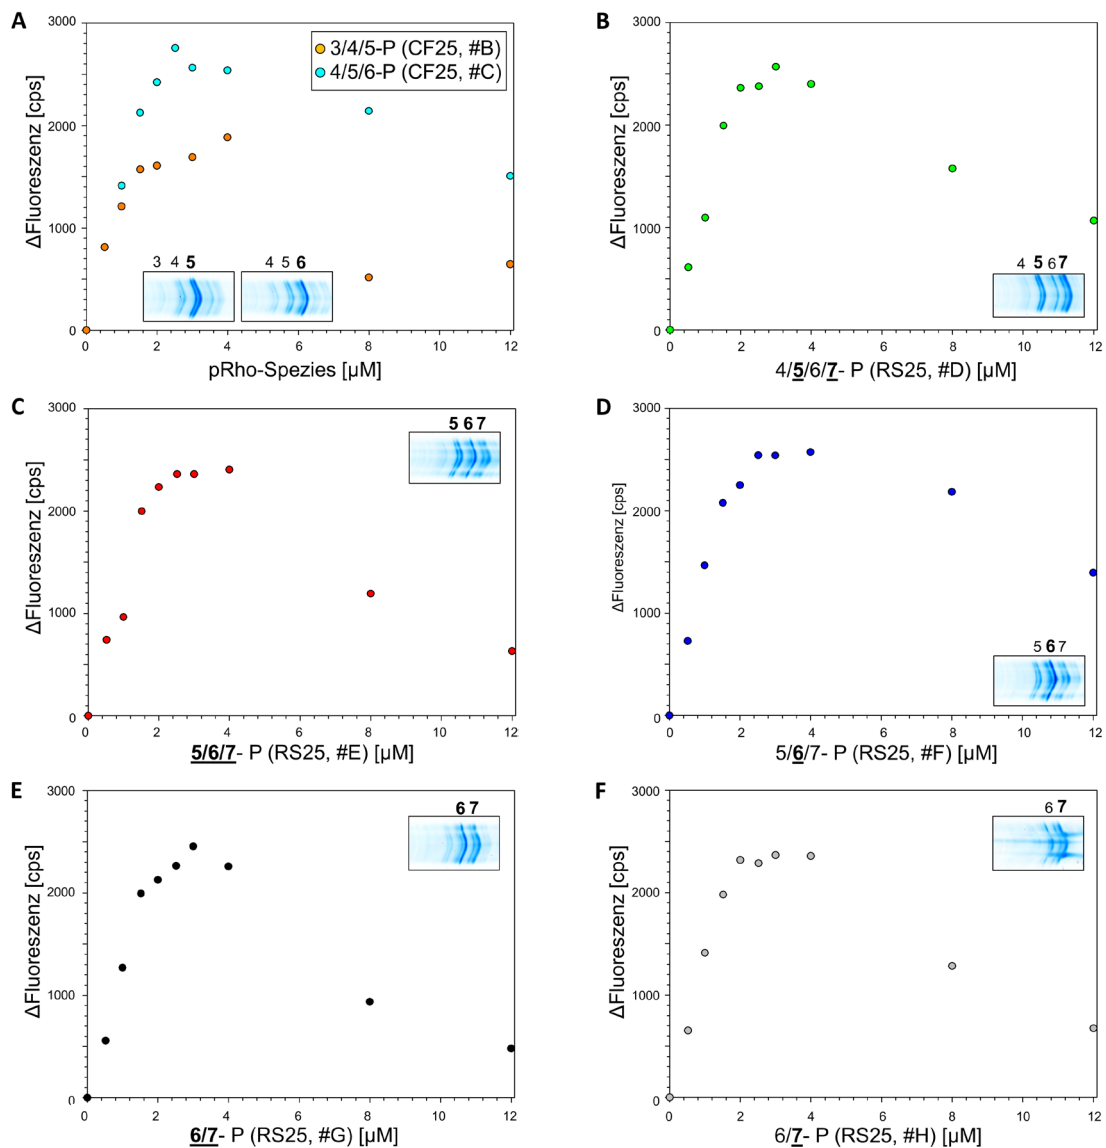 A
3000
2000
1000
0
ΔFluoreszenz [cps]
3/4/5-P (CF25, #B)
4/5/6-P (CF25, #C)
3 4 5
4 5 6
0 2 4 6 8 10 12
pRho-Spezies [µM]
B
3000
2000
1000
0
ΔFluoreszenz [cps]
4 5 6 7
0 2 4 6 8 10 12
4/5/6/7- P (RS25, #D) [µM]
C
3000
2000
1000
0
ΔFluoreszenz [cps]
5 6 7
0 2 4 6 8 10 12
5/6/7- P (RS25, #E) [µM]
D
3000
2000
1000
0
ΔFluoreszenz [cps]
5 6 7
0 2 4 6 8 10 12
5/6/7- P (RS25, #F) [µM]
E
3000
2000
1000
0
ΔFluoreszenz [cps]
6 7
0 2 4 6 8 10 12
6/7- P (RS25, #G) [µM]
F
3000
2000
1000
0
ΔFluoreszenz [cps]
6 7
0 2 4 6 8 10 12
6/7- P (RS25, #H) [µM]